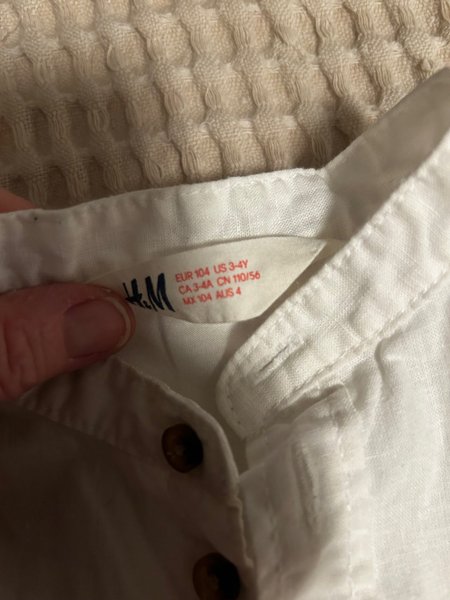 H&M
EUR 104 US 3-4Y
CA 3-4A CN 110/56
MX 104 AUS 4